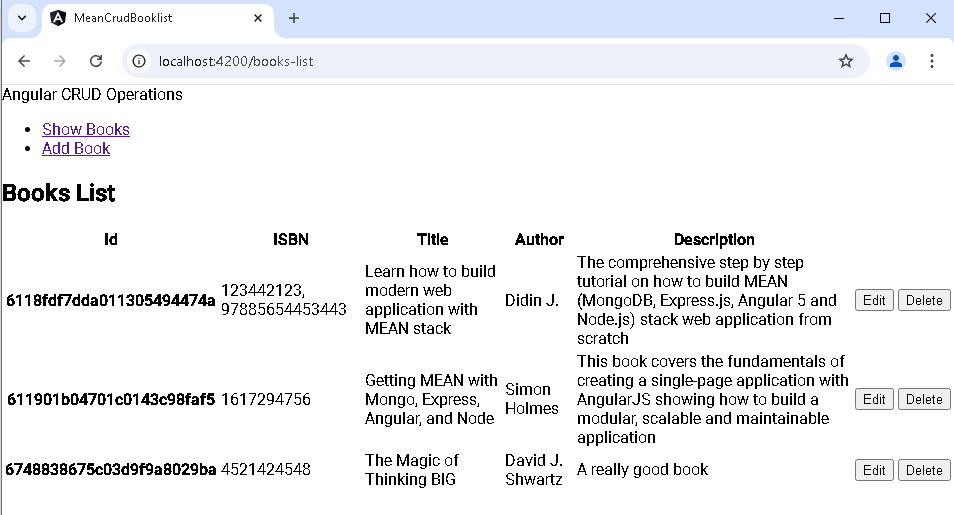 MeanCrudBooklist
localhost:4200/books-list
Angular CRUD Operations
Show Books
Add Book
Books List
Id ISBN Title Author Description
6118fdf7dda011305494474a 123442123, 97885654453443 Learn how to build modern web application with MEAN stack Didin J. The comprehensive step by step tutorial on how to build MEAN (MongoDB, Express.js, Angular 5 and Node.js) stack web application from scratch Edit Delete
611901b04701c0143c98faf5 1617294756 Getting MEAN with Mongo, Express, Angular, and Node Simon Holmes This book covers the fundamentals of creating a single-page application with AngularJS showing how to build a modular, scalable and maintainable application Edit Delete
6748838675c03d9f9a8029ba 4521424548 The Magic of Thinking BIG David J. Shwartz A really good book Edit Delete